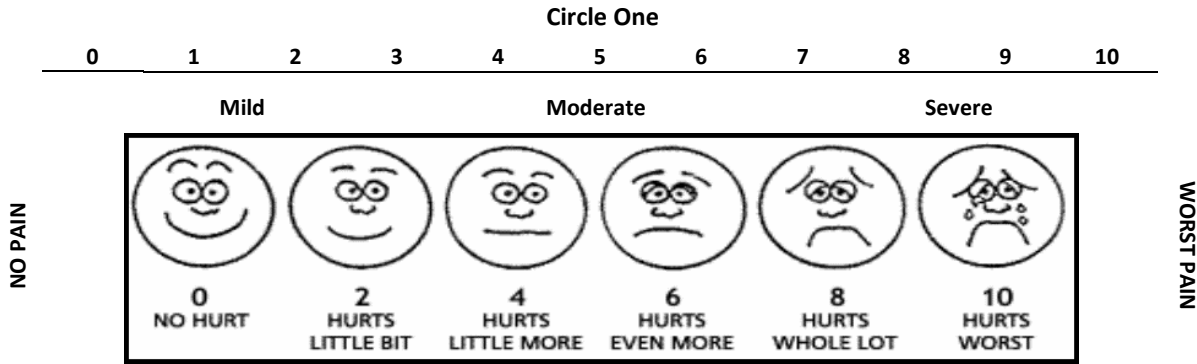 Circle One
0 1 2 3 4 5 6 7 8 9 10
Mild Moderate Severe
NO PAIN
0 2 4 6 8 10
NO HURT HURTS HURTS HURTS HURTS HURTS
LITTLE BIT LITTLE MORE EVEN MORE WHOLE LOT WORST
WORST PAIN